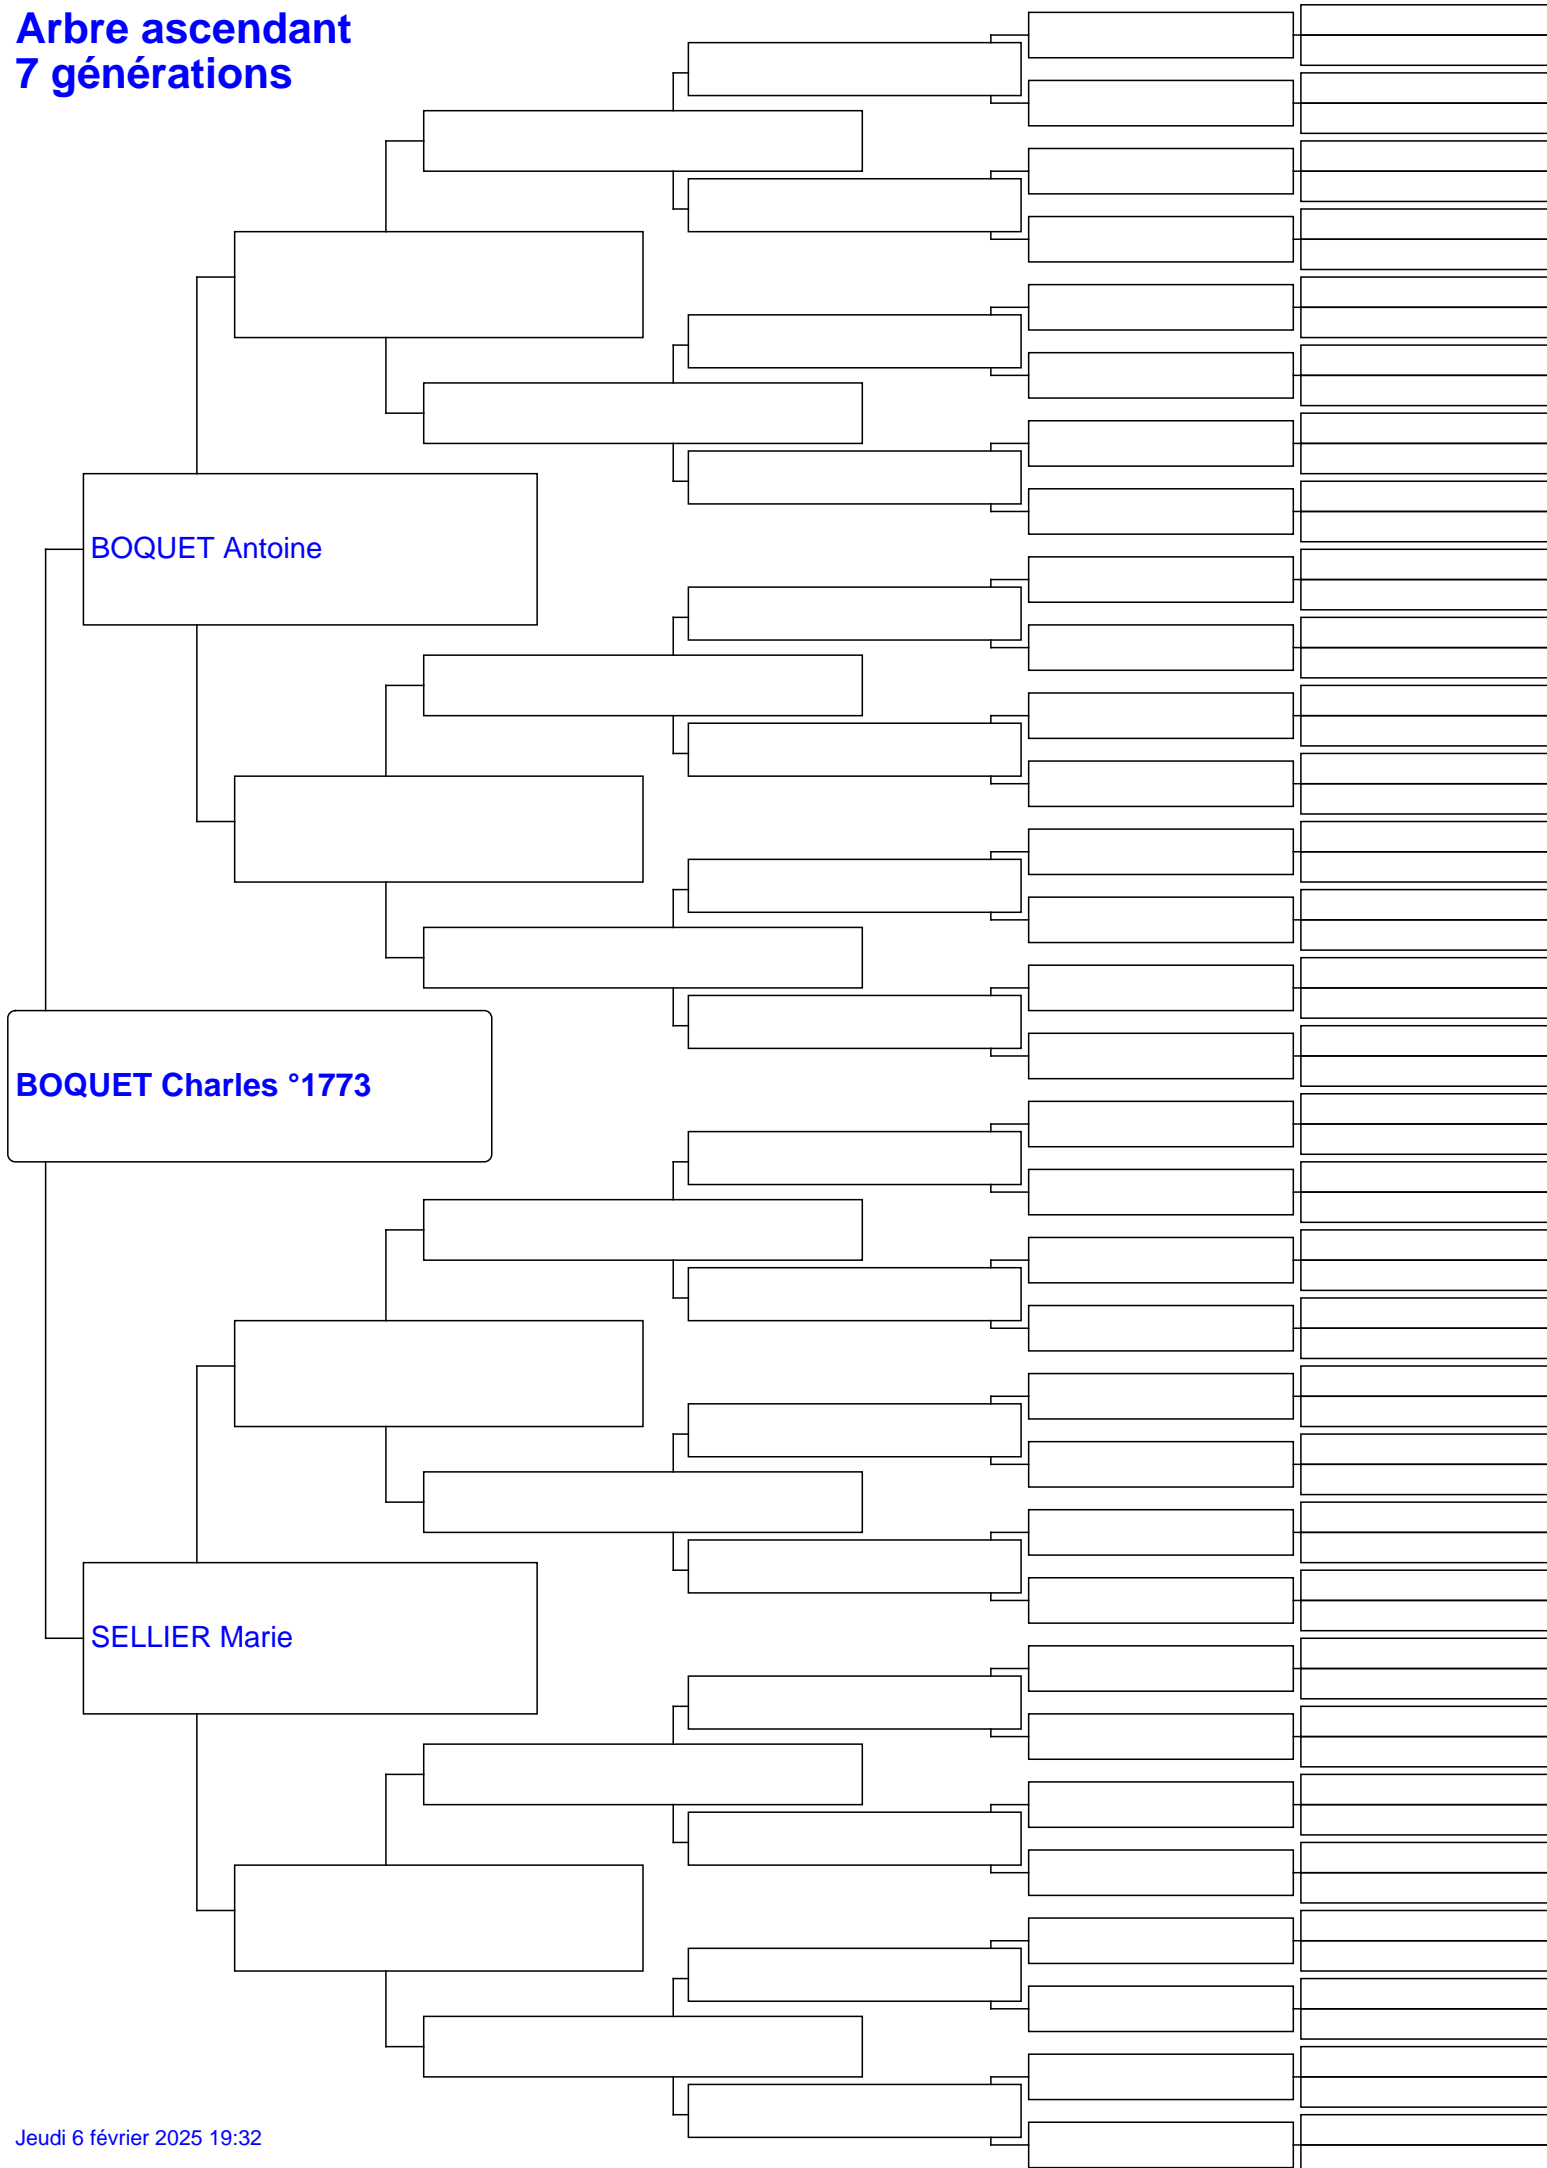 Arbre ascendant
7 générations
BOQUET Antoine
BOQUET Charles °1773
SELLIER Marie
Jeudi 6 février 2025 19:32